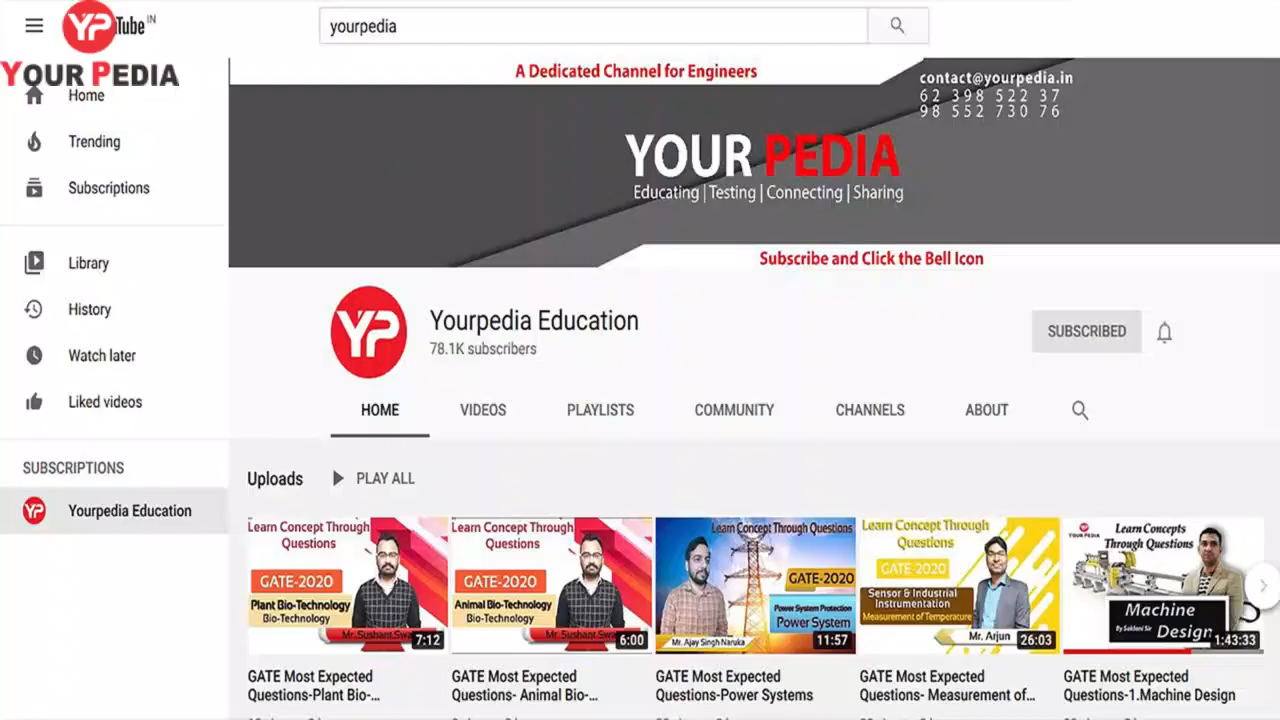 YP
Tube IN
yourpedia
YOUR PEDIA
Home
Trending
Subscriptions
Library
History
Watch later
Liked videos
SUBSCRIPTIONS
YP
Yourpedia Education
A Dedicated Channel for Engineers
contact@yourpedia.in
62 398 522 37
98 552 730 76
YOUR PEDIA
Educating | Testing | Connecting | Sharing
Subscribe and Click the Bell Icon
YP
Yourpedia Education
78.1K subscribers
SUBSCRIBED
HOME VIDEOS PLAYLISTS COMMUNITY CHANNELS ABOUT
Uploads PLAY ALL
Learn Concept Through
Questions
GATE-2020
Plant Bio-Technology
Bio-Technology
Mr. Sushant Swa
7:12
GATE Most Expected
Questions-Plant Bio-...
Learn Concept Through
Questions
GATE-2020
Animal Bio-Technology
Bio-Technology
Mr. Sushant Swa
6:00
GATE Most Expected
Questions- Animal Bio-...
Learn Concept Through Questions
GATE-2020
Power System Protection
Power System
Mr. Ajay Singh Naruka
11:57
GATE Most Expected
Questions-Power Systems
Learn Concept Through
Questions
GATE-2020
Sensor & Industrial
Instrumentation
Measurement of Temperature
Mr. Arjun
26:03
GATE Most Expected
Questions- Measurement of...
YOUR PEDIA
Learn Concepts
Through Questions
Machine
Design
1:43:33
GATE Most Expected
Questions-1.Machine Design